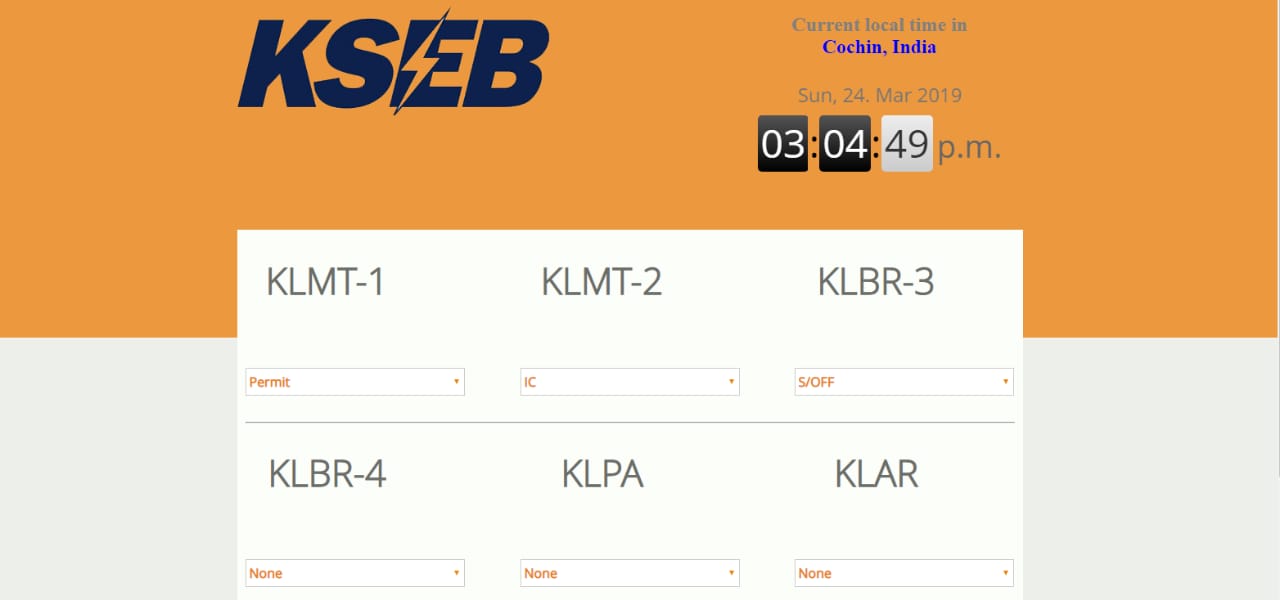 KSEB
Current local time in
Cochin, India
Sun, 24. Mar 2019
03:04:49 p.m.
KLMT-1 KLMT-2 KLBR-3
Permit IC S/OFF
KLBR-4 KLPA KLAR
None None None